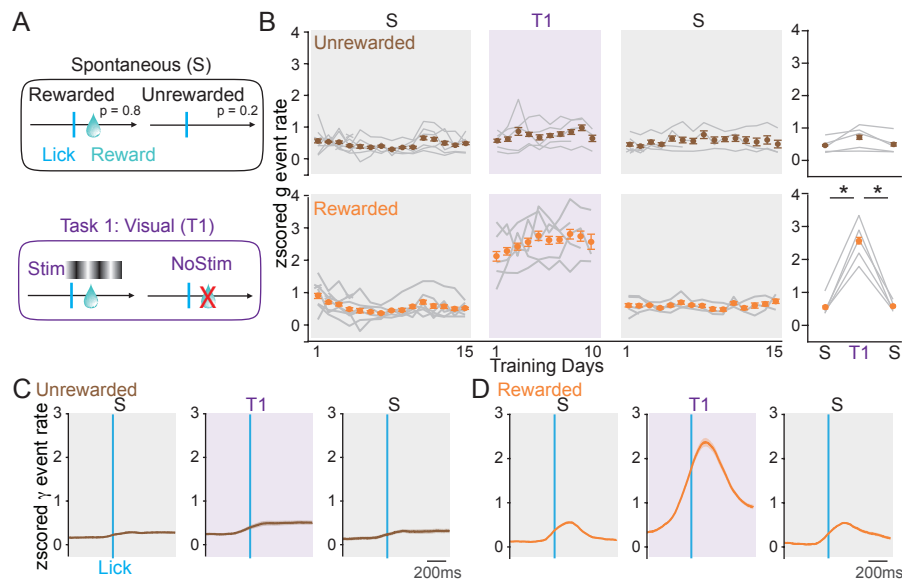 A
Spontaneous (S)
Rewarded
p = 0.8
Unrewarded
p = 0.2
Lick
Reward
Task 1: Visual (T1)
Stim
NoStim
X
B
S
T1
S
zscored g event rate
Unrewarded
4
3
2
1
0
4
3
2
1
0
Rewarded
4
3
2
1
0
4
3
2
1
0
* *
1
15
1
10
1
15
S
T1
S
Training Days
C
Unrewarded
S
T1
S
zscored γ event rate
3
2
1
0
3
2
1
0
3
2
1
0
Lick
200ms
D
Rewarded
S
T1
S
3
2
1
0
3
2
1
0
3
2
1
0
200ms